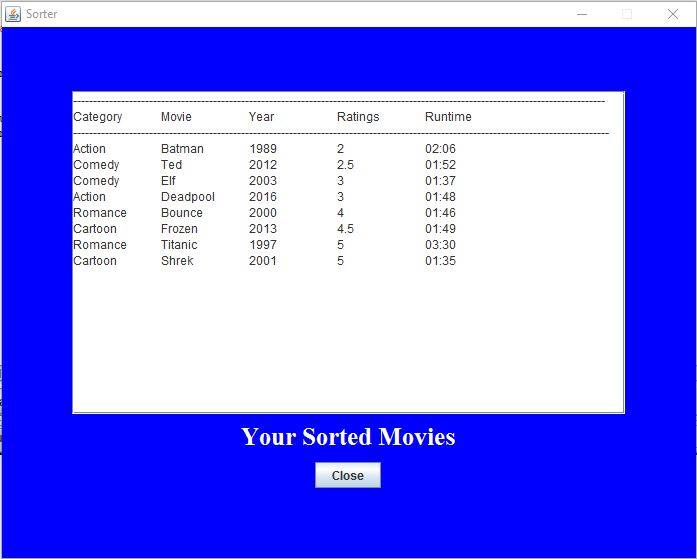 Sorter
Category Movie Year Ratings Runtime
Action Batman 1989 2 02:06
Comedy Ted 2012 2.5 01:52
Comedy Elf 2003 3 01:37
Action Deadpool 2016 3 01:48
Romance Bounce 2000 4 01:46
Cartoon Frozen 2013 4.5 01:49
Romance Titanic 1997 5 03:30
Cartoon Shrek 2001 5 01:35
Your Sorted Movies
Close